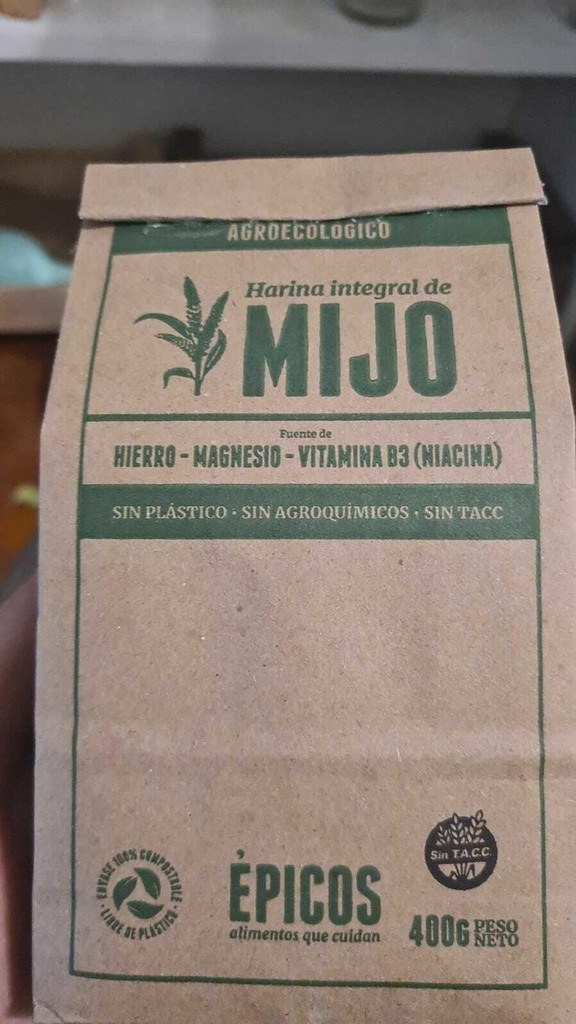 AGROECOLÓGICO
Harina integral de
MIJO
Fuente de
HIERRO - MAGNESIO - VITAMINA B3 (NIACINA)
SIN PLÁSTICO · SIN AGROQUÍMICOS · SIN TACC
ENVASE 100% COMPOSTABLE
· LIBRE DE PLÁSTICO ·
ÉPICOS
alimentos que cuidan
Sin T.A.C.C.
400G PESO NETO